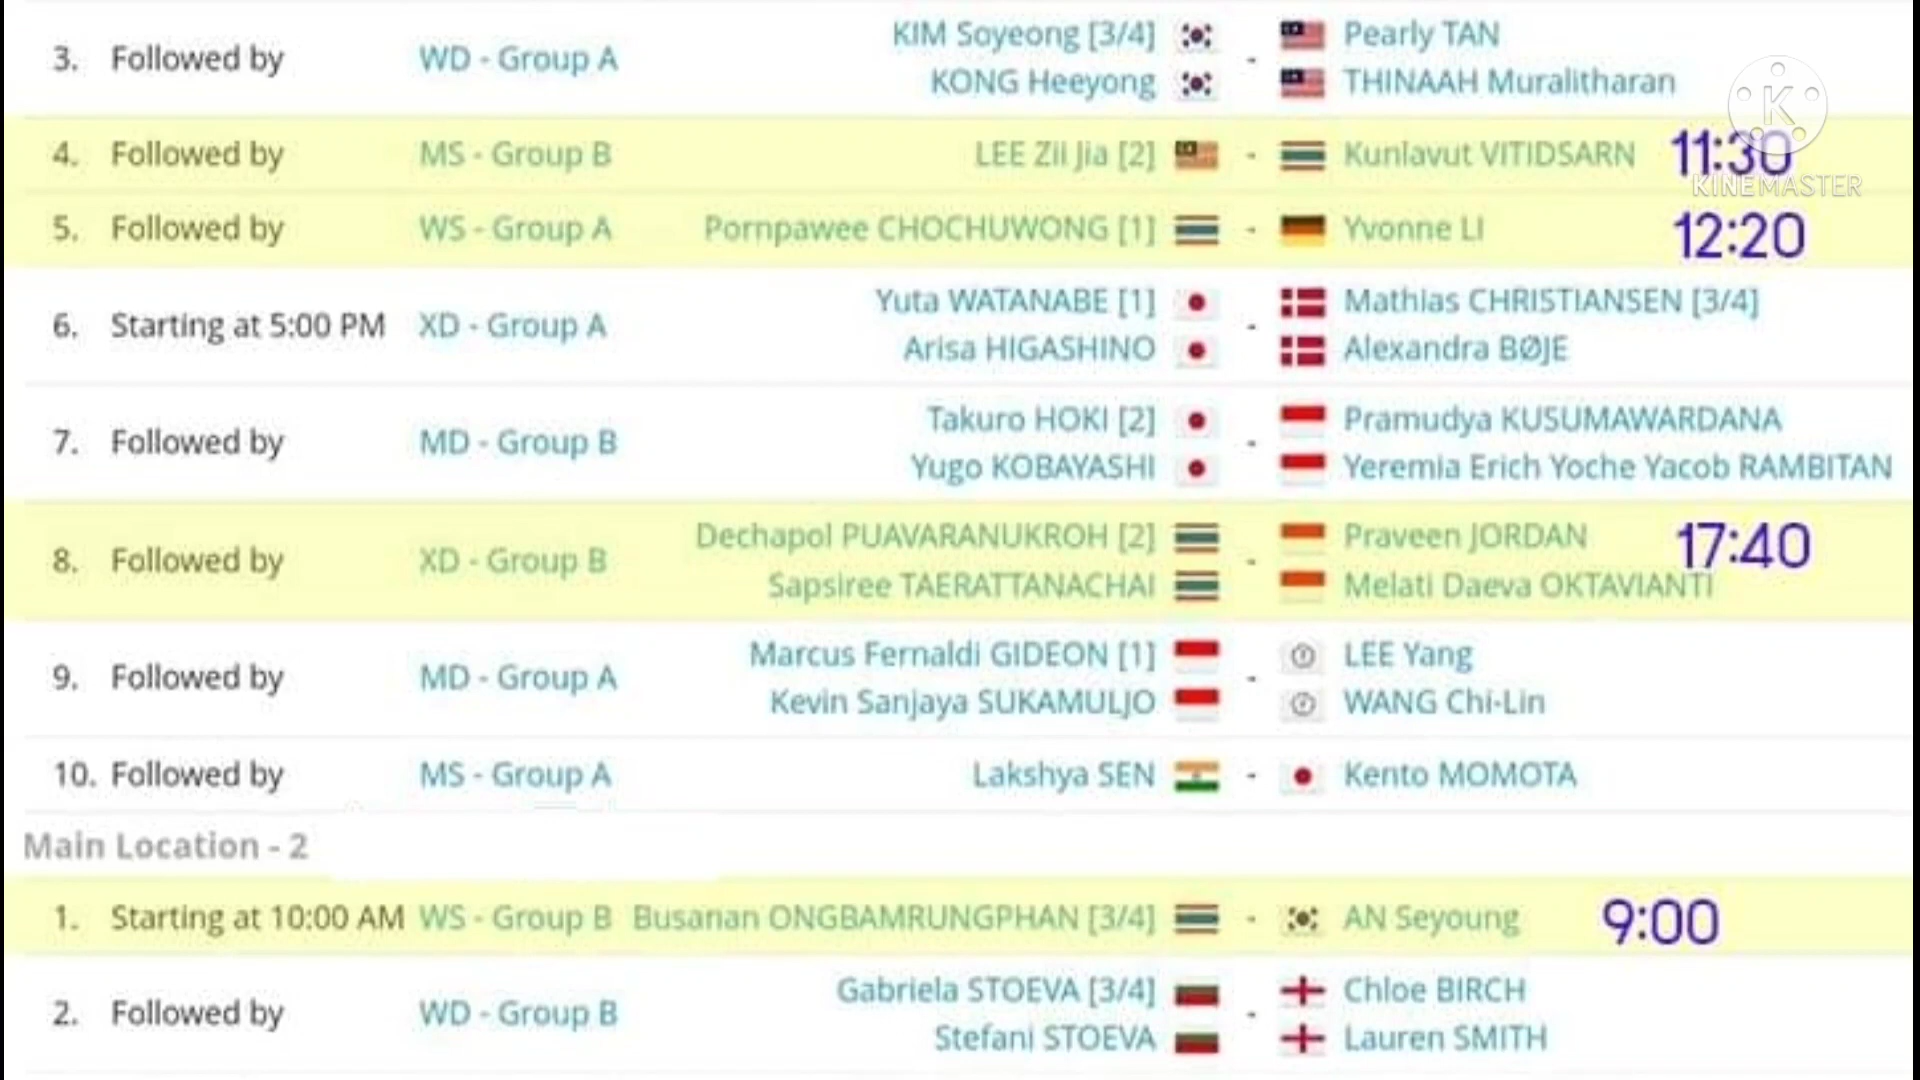 KIM Soyeong [3/4] Pearly TAN
3. Followed by WD - Group A -
KONG Heeyong THINAAH Muralitharan
4. Followed by MS - Group B LEE Zii Jia [2] - Kunlavut VITIDSARN 11:30
K
KINEMASTER
5. Followed by WS - Group A Pornpawee CHOCHUWONG [1] - Yvonne LI 12:20
Yuta WATANABE [1] Mathias CHRISTIANSEN [3/4]
6. Starting at 5:00 PM XD - Group A -
Arisa HIGASHINO Alexandra BØJE
Takuro HOKI [2] Pramudya KUSUMAWARDANA
7. Followed by MD - Group B -
Yugo KOBAYASHI Yeremia Erich Yoche Yacob RAMBITAN
Dechapol PUAVARANUKROH [2] Praveen JORDAN 17:40
8. Followed by XD - Group B -
Sapsiree TAERATTANACHAI Melati Daeva OKTAVIANTI
Marcus Fernaldi GIDEON [1] LEE Yang
9. Followed by MD - Group A -
Kevin Sanjaya SUKAMULJO WANG Chi-Lin
10. Followed by MS - Group A Lakshya SEN - Kento MOMOTA
Main Location - 2
1. Starting at 10:00 AM WS - Group B Busanan ONGBAMRUNGPHAN [3/4] - AN Seyoung 9:00
Gabriela STOEVA [3/4] Chloe BIRCH
2. Followed by WD - Group B -
Stefani STOEVA Lauren SMITH